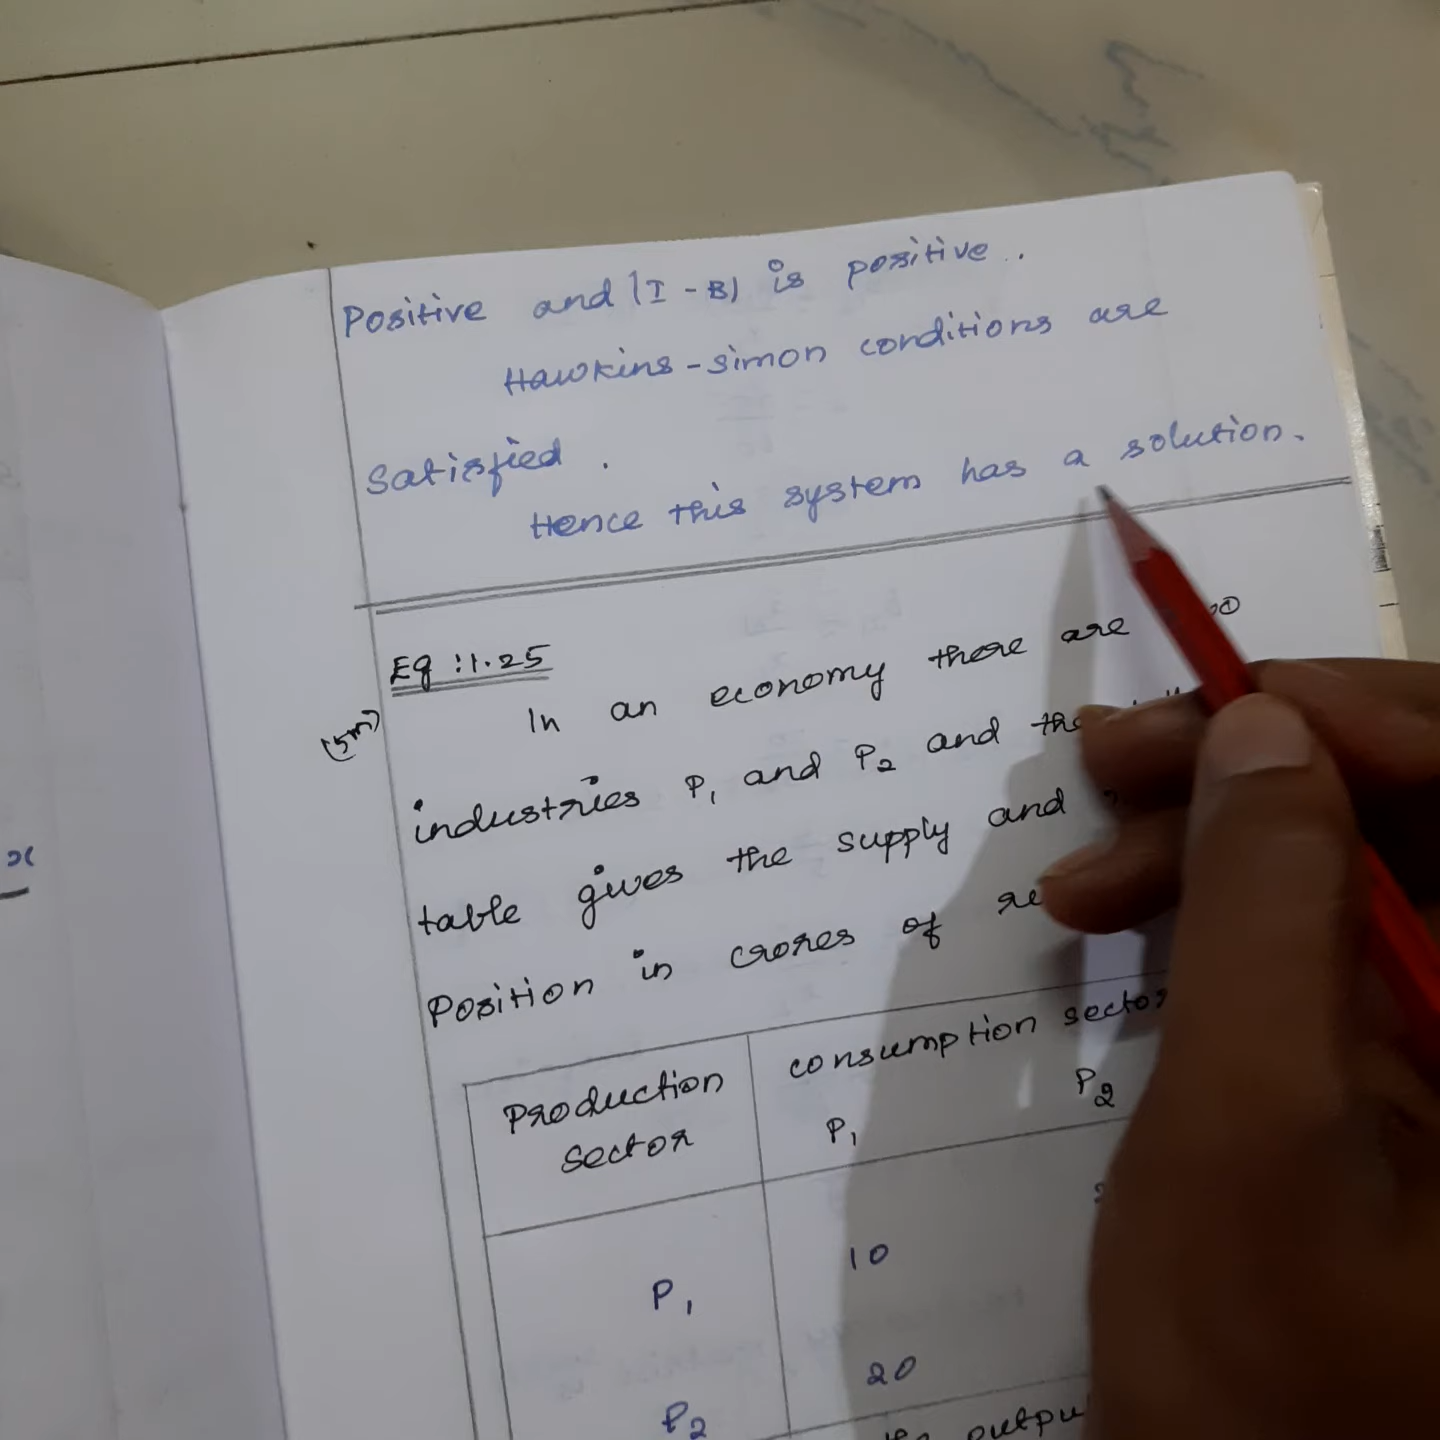 Positive and |I - B| is positive.
Hawkins-simon conditions are
satisfied.
Hence this system has a solution.
Eg : 1.25
(5m)
In an economy there are
industries P₁ and P₂ and the
table gives the supply and
Position in crores of
Production
sector
consumption sector
P₁ P₂
P₁ 10
P₂ 20
x